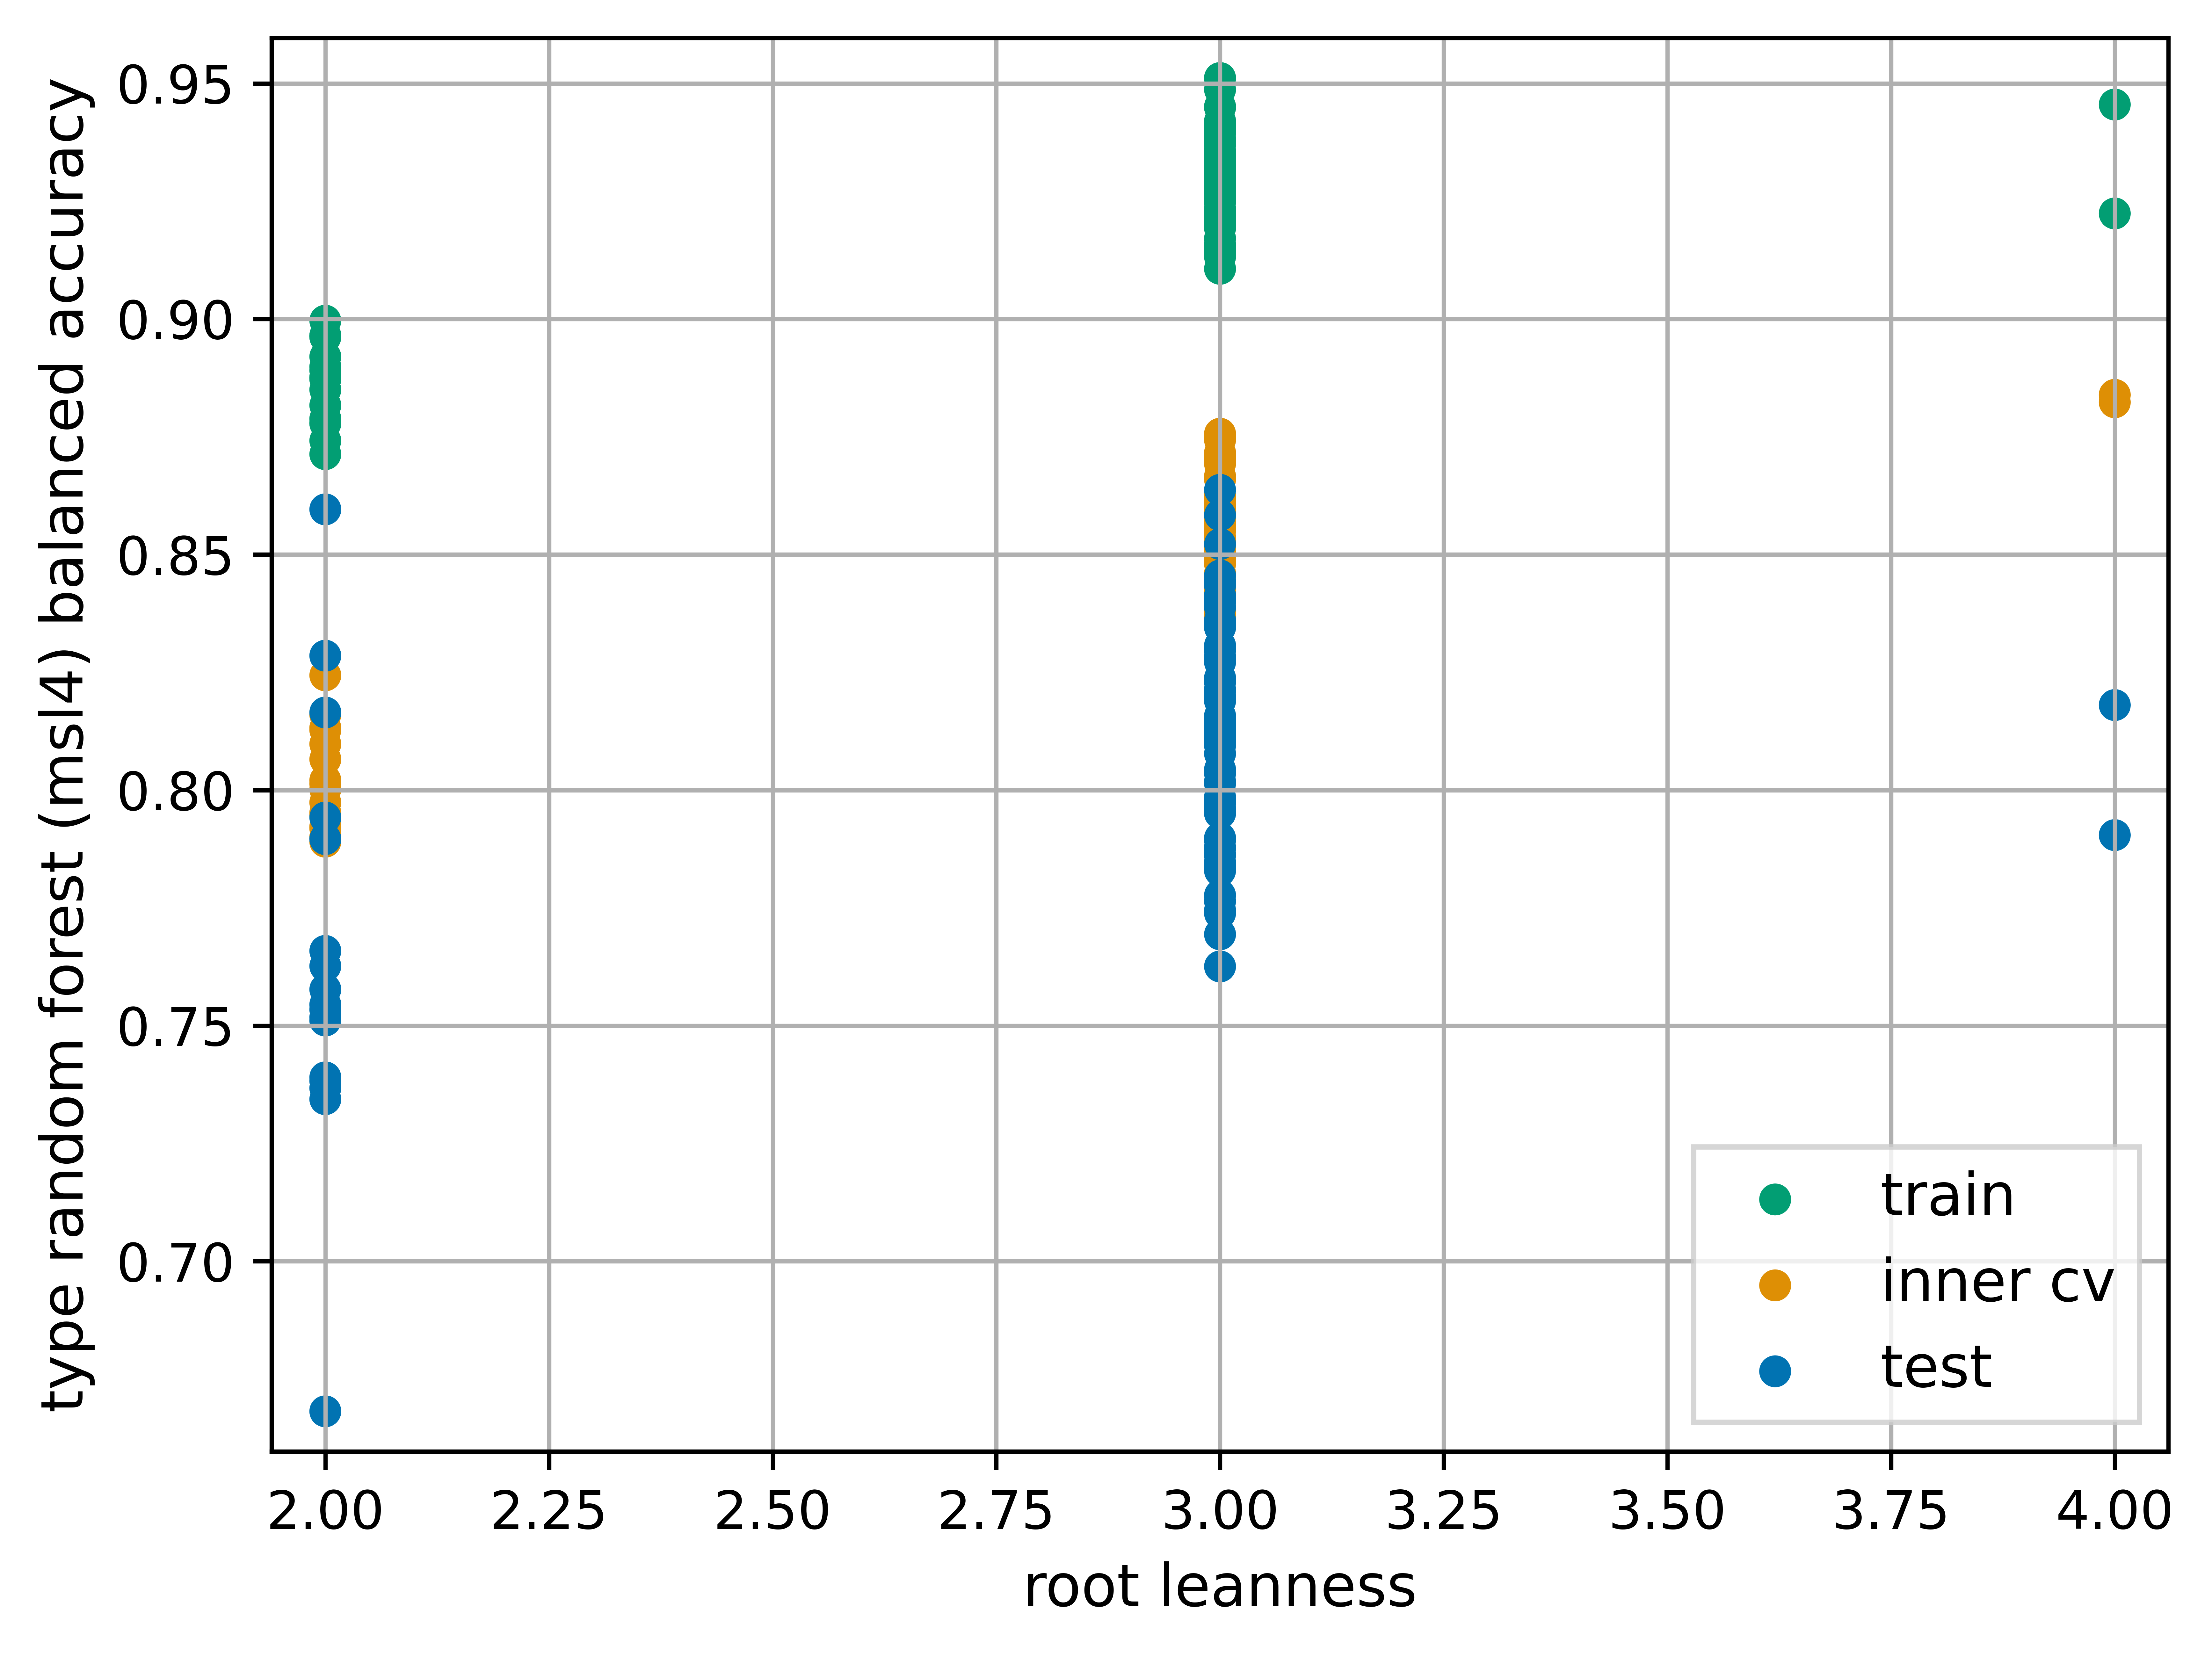 type random forest (msl4) balanced accuracy
0.95
0.90
0.85
0.80
0.75
0.70
train
inner cv
test
2.00 2.25 2.50 2.75 3.00 3.25 3.50 3.75 4.00
root leanness